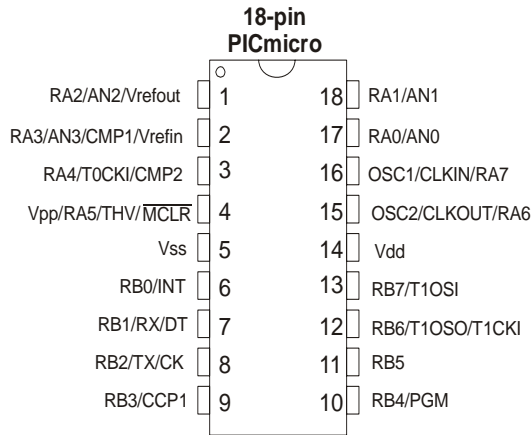 18-pin
PICmicro
RA2/AN2/Vrefout 1 18 RA1/AN1
RA3/AN3/CMP1/Vrefin 2 17 RA0/AN0
RA4/T0CKI/CMP2 3 16 OSC1/CLKIN/RA7
Vpp/RA5/THV/MCLR 4 15 OSC2/CLKOUT/RA6
Vss 5 14 Vdd
RB0/INT 6 13 RB7/T1OSI
RB1/RX/DT 7 12 RB6/T1OSO/T1CKI
RB2/TX/CK 8 11 RB5
RB3/CCP1 9 10 RB4/PGM